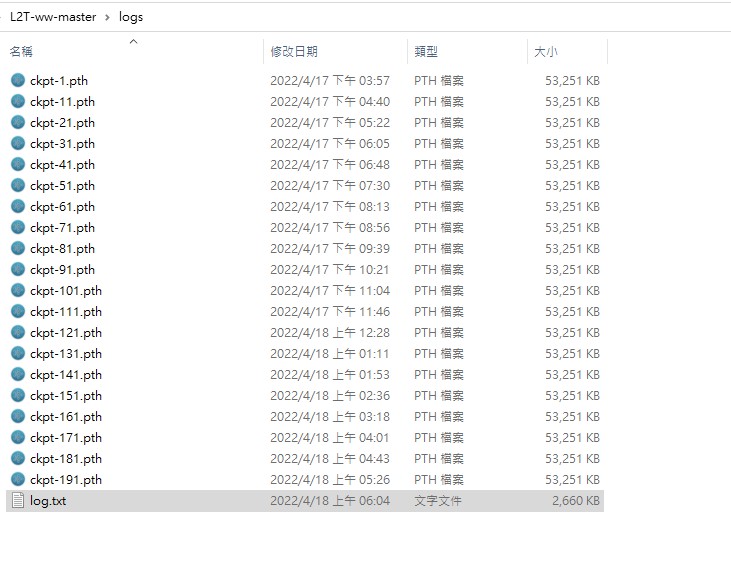 L2T-ww-master › logs
名稱 修改日期 類型 大小
ckpt-1.pth 2022/4/17 下午 03:57 PTH 檔案 53,251 KB
ckpt-11.pth 2022/4/17 下午 04:40 PTH 檔案 53,251 KB
ckpt-21.pth 2022/4/17 下午 05:22 PTH 檔案 53,251 KB
ckpt-31.pth 2022/4/17 下午 06:05 PTH 檔案 53,251 KB
ckpt-41.pth 2022/4/17 下午 06:48 PTH 檔案 53,251 KB
ckpt-51.pth 2022/4/17 下午 07:30 PTH 檔案 53,251 KB
ckpt-61.pth 2022/4/17 下午 08:13 PTH 檔案 53,251 KB
ckpt-71.pth 2022/4/17 下午 08:56 PTH 檔案 53,251 KB
ckpt-81.pth 2022/4/17 下午 09:39 PTH 檔案 53,251 KB
ckpt-91.pth 2022/4/17 下午 10:21 PTH 檔案 53,251 KB
ckpt-101.pth 2022/4/17 下午 11:04 PTH 檔案 53,251 KB
ckpt-111.pth 2022/4/17 下午 11:46 PTH 檔案 53,251 KB
ckpt-121.pth 2022/4/18 上午 12:28 PTH 檔案 53,251 KB
ckpt-131.pth 2022/4/18 上午 01:11 PTH 檔案 53,251 KB
ckpt-141.pth 2022/4/18 上午 01:53 PTH 檔案 53,251 KB
ckpt-151.pth 2022/4/18 上午 02:36 PTH 檔案 53,251 KB
ckpt-161.pth 2022/4/18 上午 03:18 PTH 檔案 53,251 KB
ckpt-171.pth 2022/4/18 上午 04:01 PTH 檔案 53,251 KB
ckpt-181.pth 2022/4/18 上午 04:43 PTH 檔案 53,251 KB
ckpt-191.pth 2022/4/18 上午 05:26 PTH 檔案 53,251 KB
log.txt 2022/4/18 上午 06:04 文字文件 2,660 KB